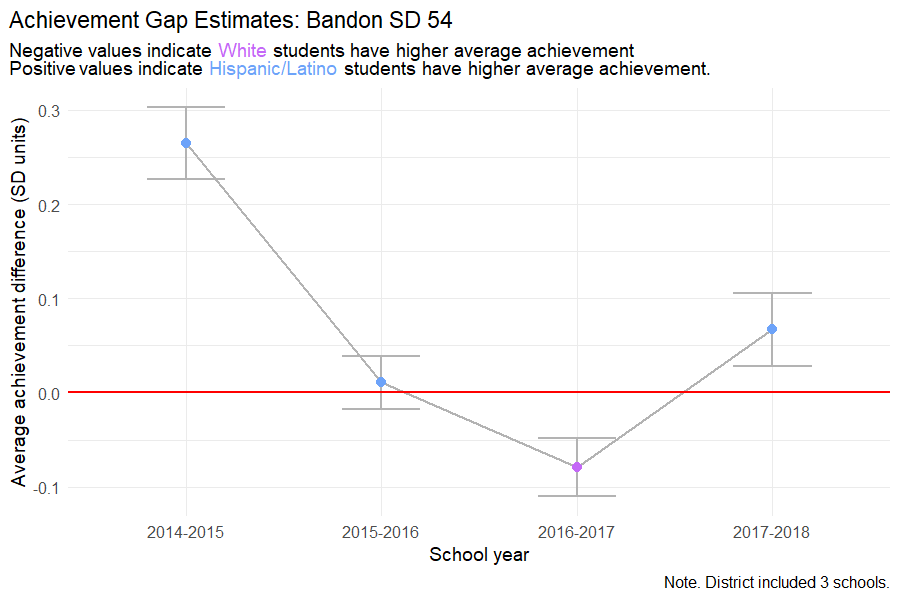 Achievement Gap Estimates: Bandon SD 54
Negative values indicate White students have higher average achievement
Positive values indicate Hispanic/Latino students have higher average achievement.
Average achievement difference (SD units)
0.3
0.2
0.1
0.0
-0.1
2014-2015
2015-2016
2016-2017
2017-2018
School year
Note. District included 3 schools.